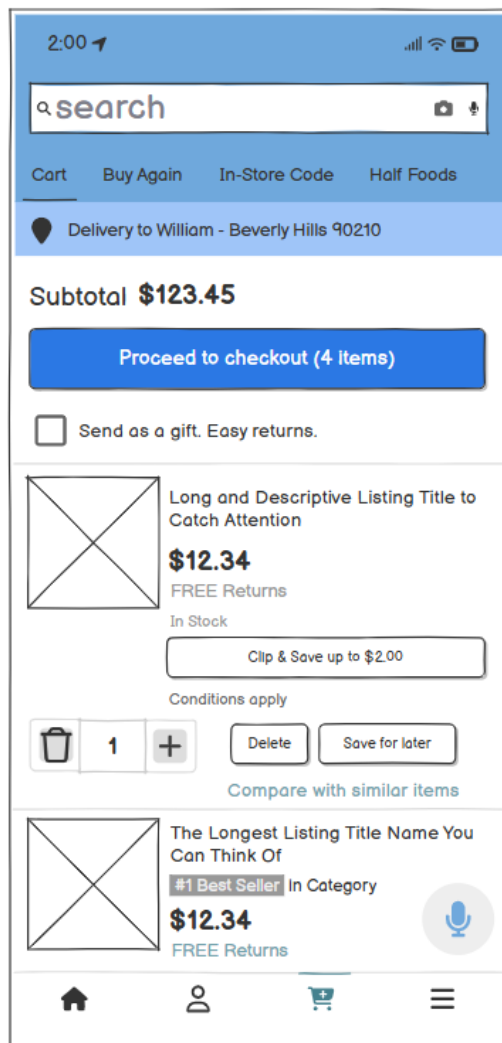 2:00
search
Cart Buy Again In-Store Code Half Foods
Delivery to William - Beverly Hills 90210
Subtotal $123.45
Proceed to checkout (4 items)
Send as a gift. Easy returns.
Long and Descriptive Listing Title to
Catch Attention
$12.34
FREE Returns
In Stock
Clip & Save up to $2.00
Conditions apply
1 Delete Save for later
Compare with similar items
The Longest Listing Title Name You
Can Think Of
#1 Best Seller In Category
$12.34
FREE Returns